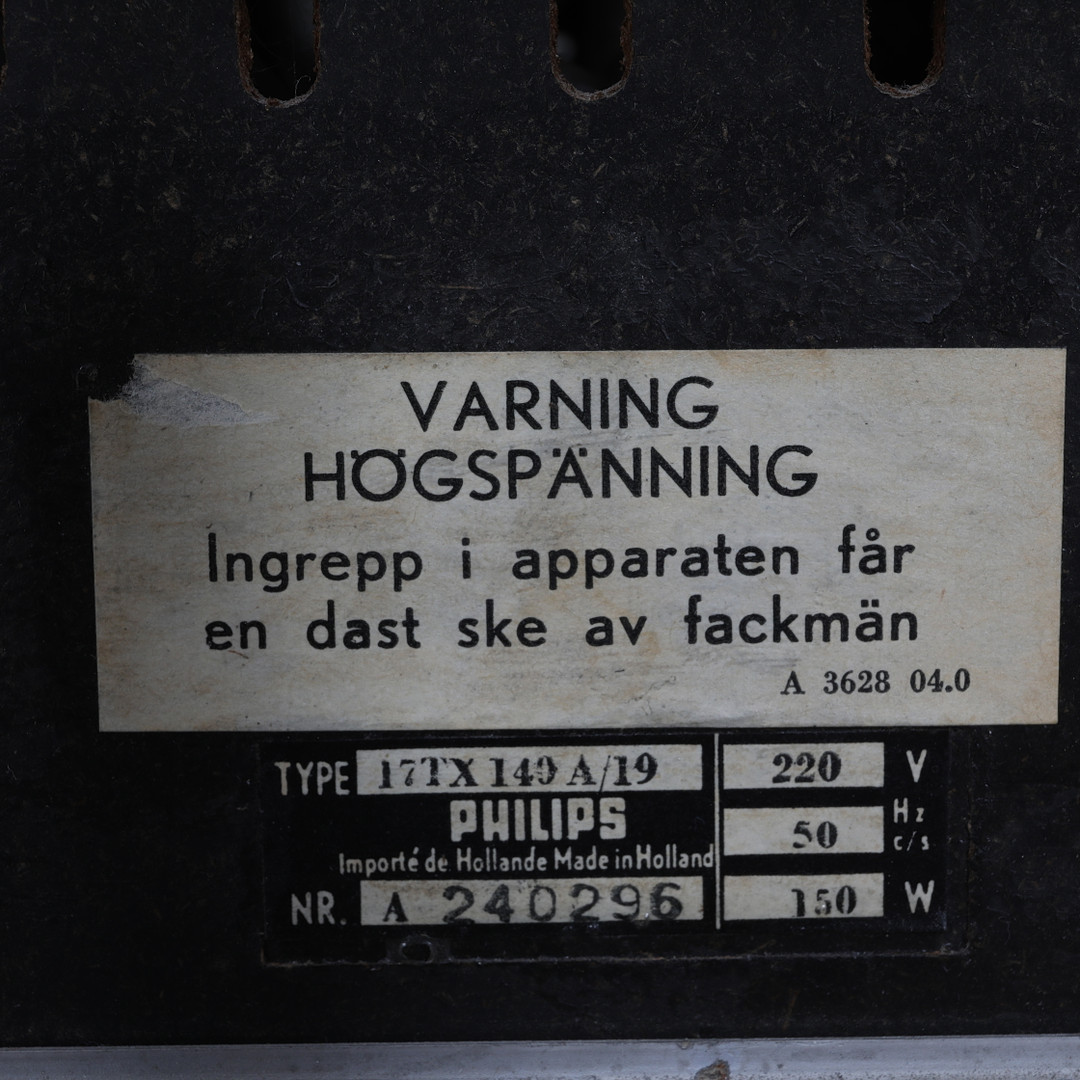 VARNING
HÖGSPÄNNING
Ingrepp i apparaten får
en dast ske av fackmän
A 3628 04.0
TYPE 17TX 140 A/19
PHILIPS
Importé de Hollande Made in Holland
NR. A 240296
220 V
50 Hz c/s
150 W